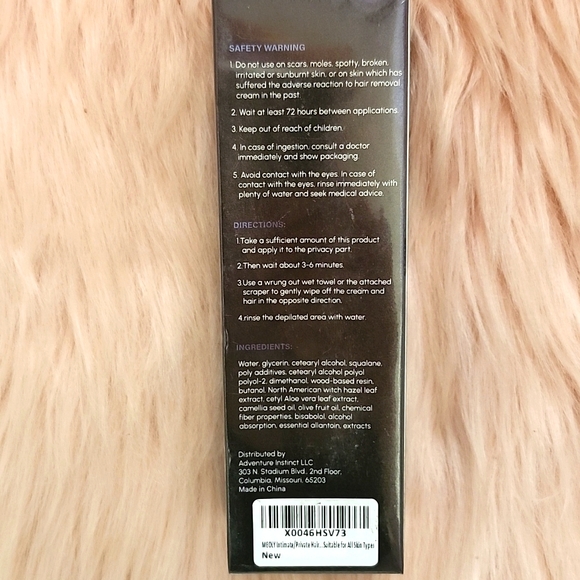 SAFETY WARNING
1. Do not use on scars, moles, spotty, broken,
irritated or sunburnt skin, or on skin which has
suffered the adverse reaction to hair removal
cream in the past.
2. Wait at least 72 hours between applications.
3. Keep out of reach of children.
4. In case of ingestion, consult a doctor
immediately and show packaging.
5. Avoid contact with the eyes. In case of
contact with the eyes, rinse immediately with
plenty of water and seek medical advice.
DIRECTIONS:
1.Take a sufficient amount of this product
and apply it to the privacy part.
2.Then wait about 3-6 minutes.
3.Use a wrung out wet towel or the attached
scraper to gently wipe off the cream and
hair in the opposite direction.
4.rinse the depilated area with water.
INGREDIENTS:
Water, glycerin, cetearyl alcohol, squalane,
poly additives, cetearyl alcohol polyol
polyol-2, dimethanol, wood-based resin,
butanol, North American witch hazel leaf
extract, cetyl Aloe vera leaf extract,
camellia seed oil, olive fruit oil, chemical
fiber properties, bisabolol, alcohol
absorption, essential allantoin, extracts
Distributed by
Adventure Instinct LLC
303 N. Stadium Blvd. 2nd Floor,
Columbia, Missouri, 65203
Made in China
X0046HSV73
MEOLY Intimate/Private Hair... Suitable for All Skin Types
New